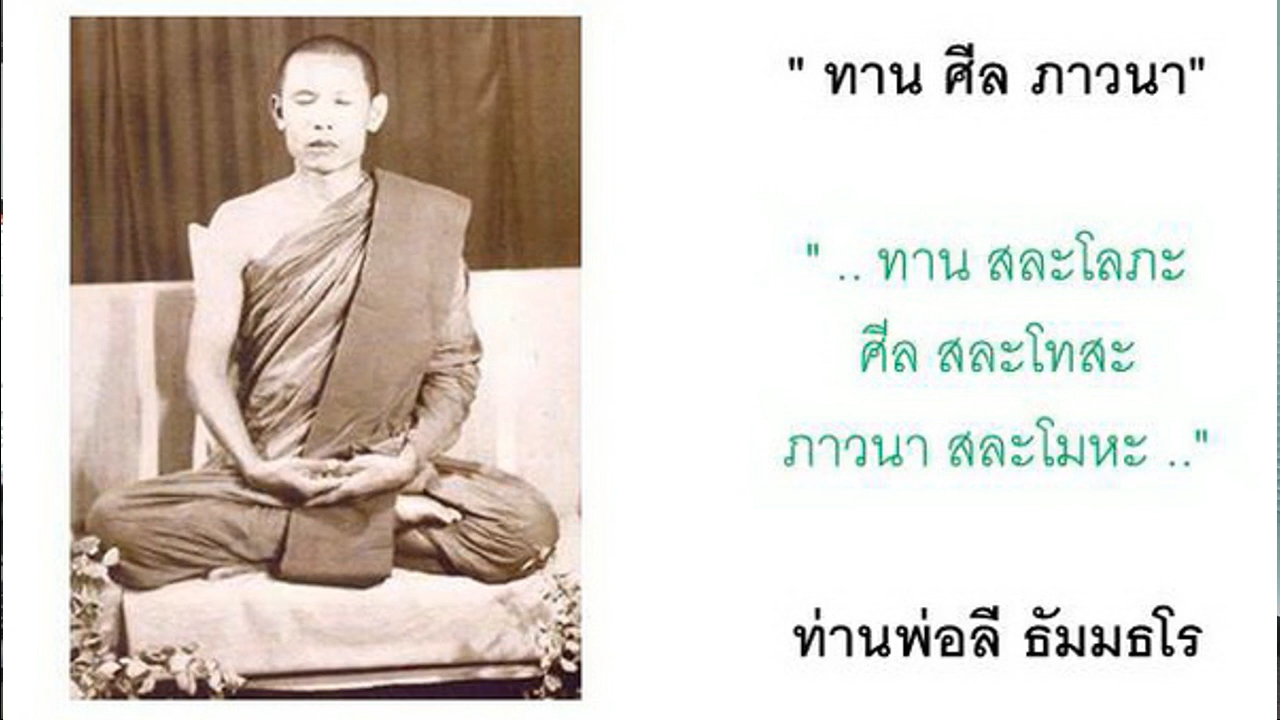 " ทาน ศีล ภาวนา"
" .. ทาน สละโลภะ
ศีล สละโทสะ
ภาวนา สละโมหะ .."
ท่านพ่อลี ธัมมธโร